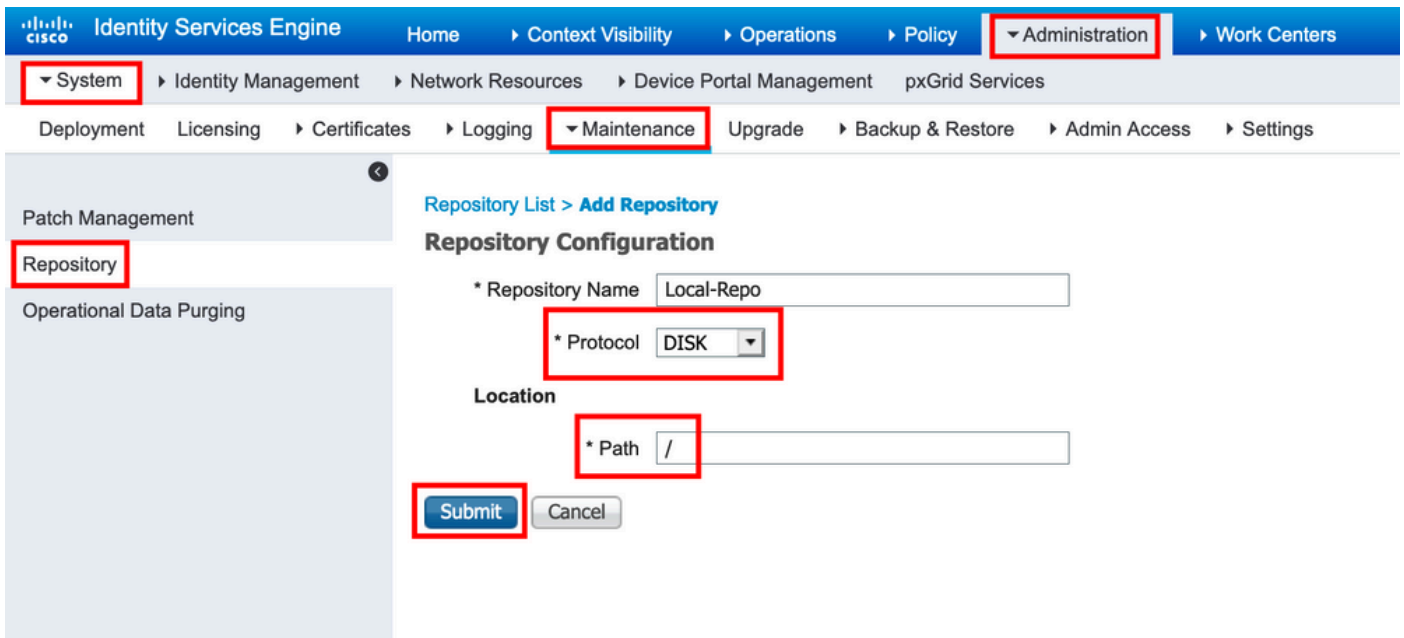 cisco Identity Services Engine Home Context Visibility Operations Policy Administration Work Centers
System Identity Management Network Resources Device Portal Management pxGrid Services
Deployment Licensing Certificates Logging Maintenance Upgrade Backup & Restore Admin Access Settings
Patch Management
Repository
Operational Data Purging
Repository List > Add Repository
Repository Configuration
* Repository Name Local-Repo
* Protocol DISK
Location
* Path /
Submit Cancel